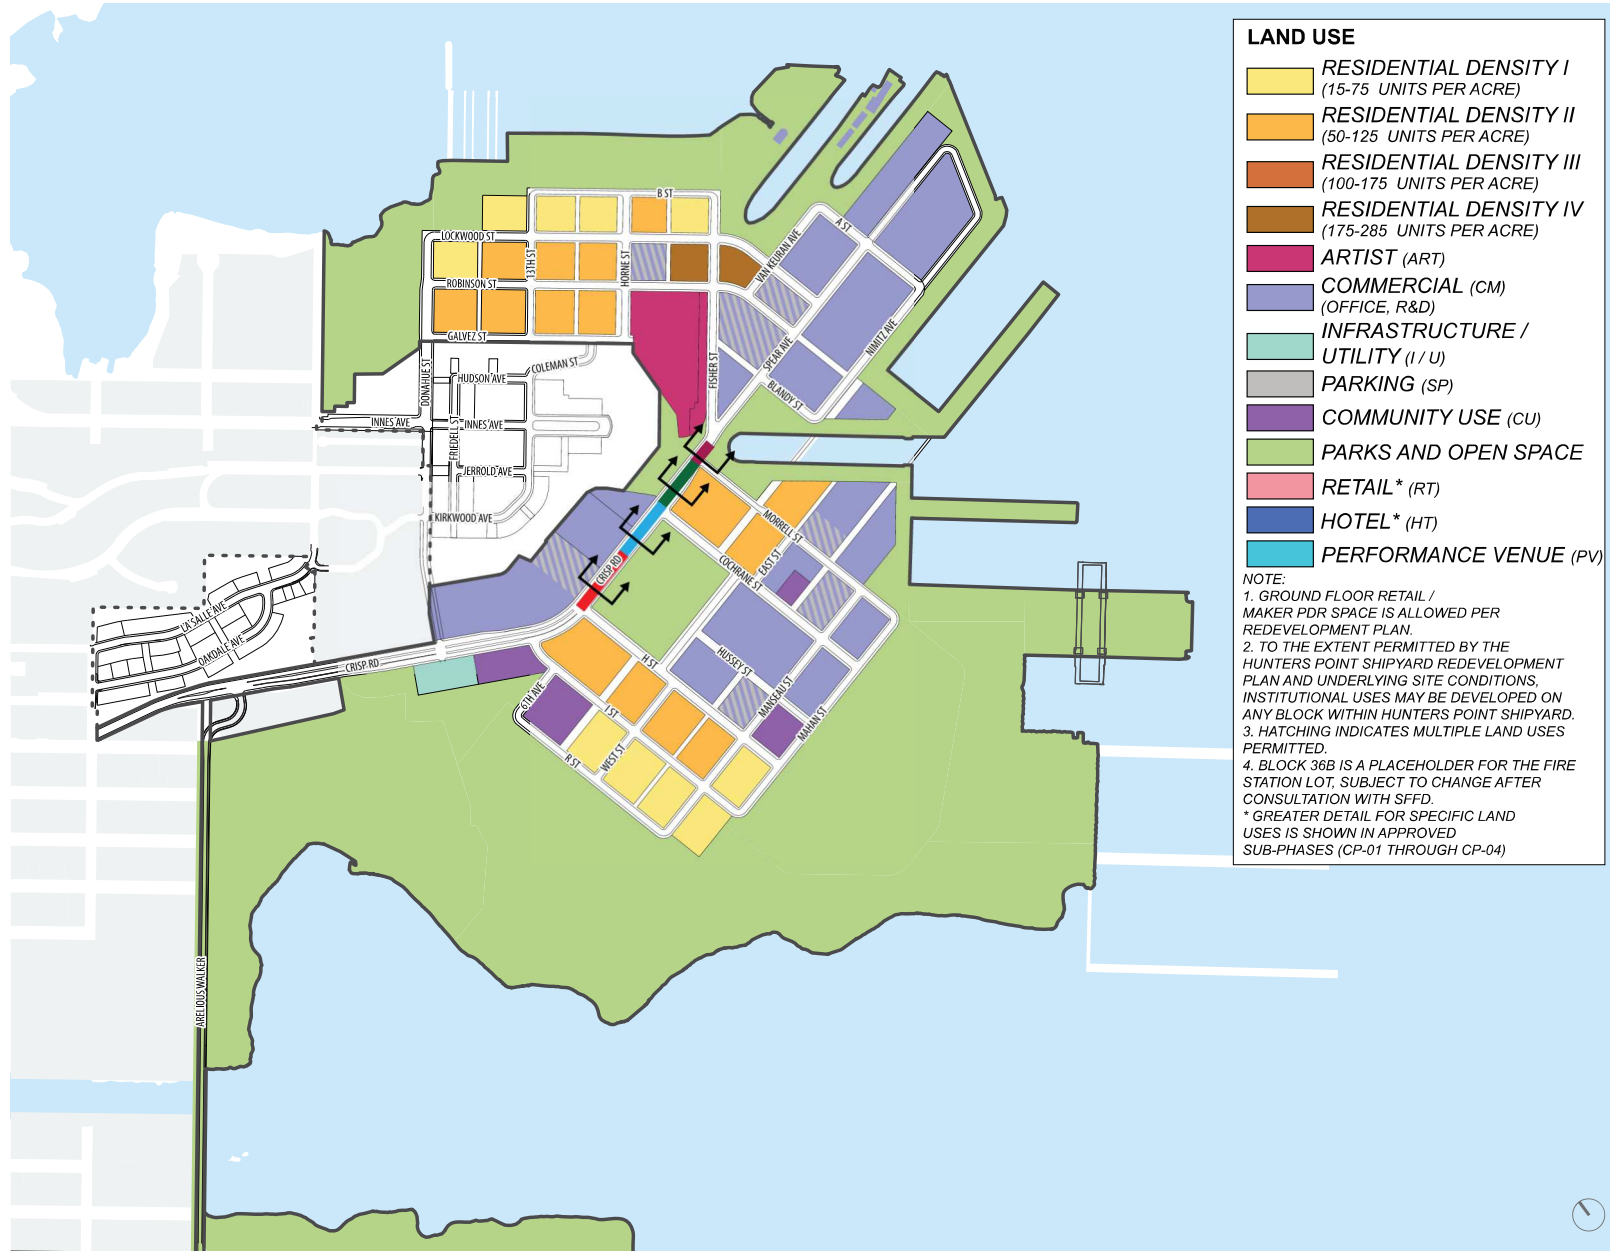 LAND USE
RESIDENTIAL DENSITY I
(15-75 UNITS PER ACRE)
RESIDENTIAL DENSITY II
(50-125 UNITS PER ACRE)
RESIDENTIAL DENSITY III
(100-175 UNITS PER ACRE)
RESIDENTIAL DENSITY IV
(175-285 UNITS PER ACRE)
ARTIST (ART)
COMMERCIAL (CM)
(OFFICE, R&D)
INFRASTRUCTURE /
UTILITY (I / U)
PARKING (SP)
COMMUNITY USE (CU)
PARKS AND OPEN SPACE
RETAIL* (RT)
HOTEL* (HT)
PERFORMANCE VENUE (PV)
NOTE:
1. GROUND FLOOR RETAIL /
MAKER PDR SPACE IS ALLOWED PER
REDEVELOPMENT PLAN.
2. TO THE EXTENT PERMITTED BY THE
HUNTERS POINT SHIPYARD REDEVELOPMENT
PLAN AND UNDERLYING SITE CONDITIONS,
INSTITUTIONAL USES MAY BE DEVELOPED ON
ANY BLOCK WITHIN HUNTERS POINT SHIPYARD.
3. HATCHING INDICATES MULTIPLE LAND USES
PERMITTED.
4. BLOCK 36B IS A PLACEHOLDER FOR THE FIRE
STATION LOT, SUBJECT TO CHANGE AFTER
CONSULTATION WITH SFFD.
* GREATER DETAIL FOR SPECIFIC LAND
USES IS SHOWN IN APPROVED
SUB-PHASES (CP-01 THROUGH CP-04)
B ST
LOCKWOOD ST
13TH ST
HORNE ST
ROBINSON ST
GALVEZ ST
VAN KEURAN AVE
A ST
NIMITZ AVE
SPEAR AVE
FISHER ST
BLANDY ST
COLEMAN ST
HUDSON AVE
DONAHUE ST
INNES AVE
INNES AVE
FRIEDELL ST
JERROLD AVE
KIRKWOOD AVE
MORRELL ST
EAST ST
COCHRANE ST
CRISP RD
LA SALLE AVE
OAKDALE AVE
CRISP RD
H ST
HUSSEY ST
MANSEAU ST
MAHAN ST
6TH AVE
I ST
WEST ST
R ST
ARELIOUS WALKER